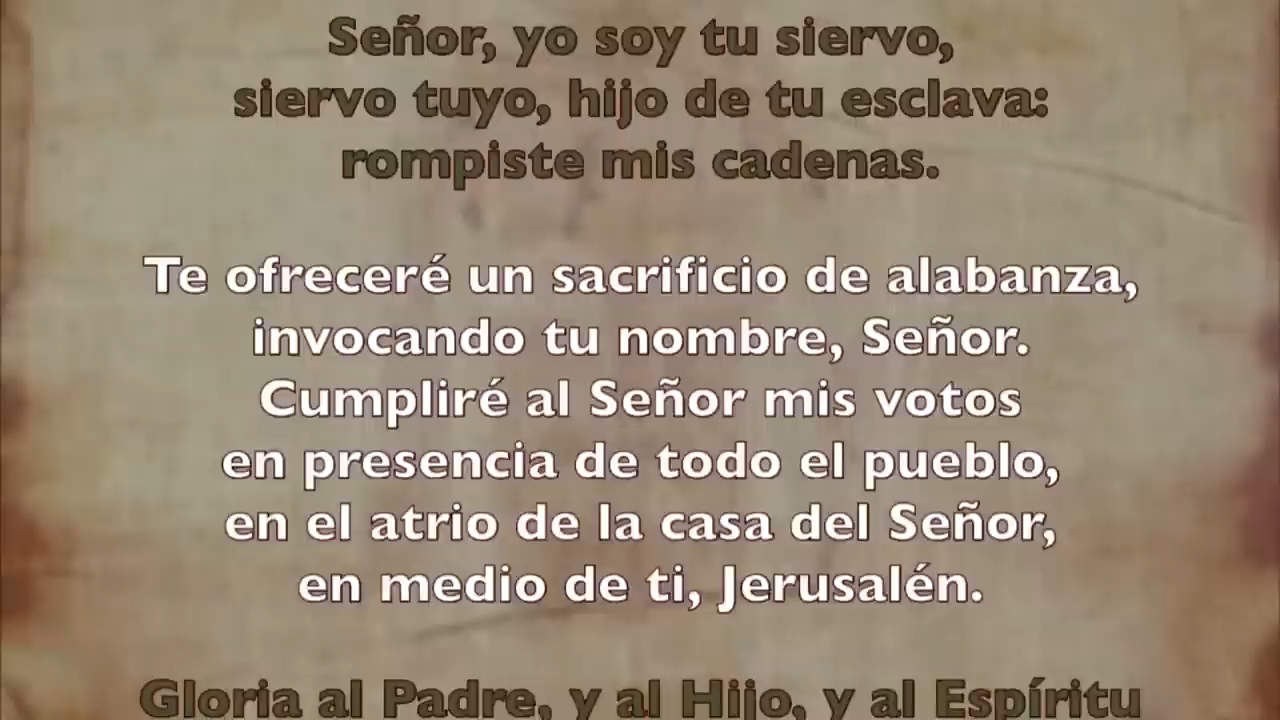 Señor, yo soy tu siervo,
siervo tuyo, hijo de tu esclava:
rompiste mis cadenas.
Te ofreceré un sacrificio de alabanza,
invocando tu nombre, Señor.
Cumpliré al Señor mis votos
en presencia de todo el pueblo,
en el atrio de la casa del Señor,
en medio de ti, Jerusalén.
Gloria al Padre, y al Hijo, y al Espíritu